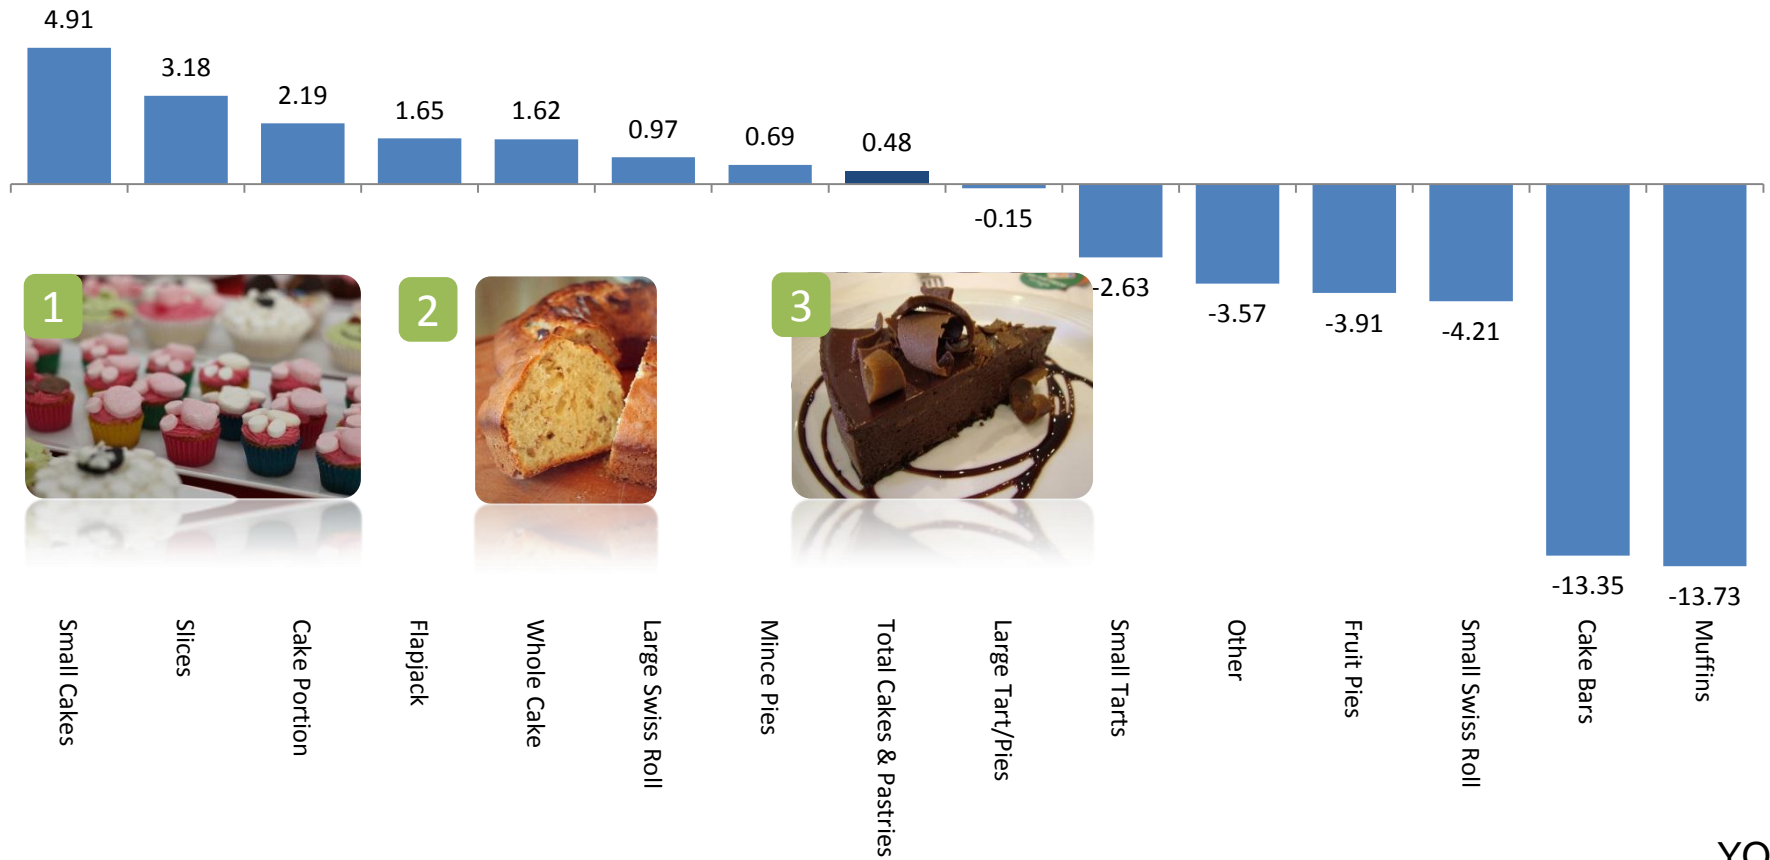 4.91
3.18
2.19
1.65
1.62
0.97
0.69
0.48
-0.15
-2.63
-3.57
-3.91
-4.21
-13.35
-13.73
1
2
3
Small Cakes
Slices
Cake Portion
Flapjack
Whole Cake
Large Swiss Roll
Mince Pies
Total Cakes & Pastries
Large Tart/Pies
Small Tarts
Other
Fruit Pies
Small Swiss Roll
Cake Bars
Muffins